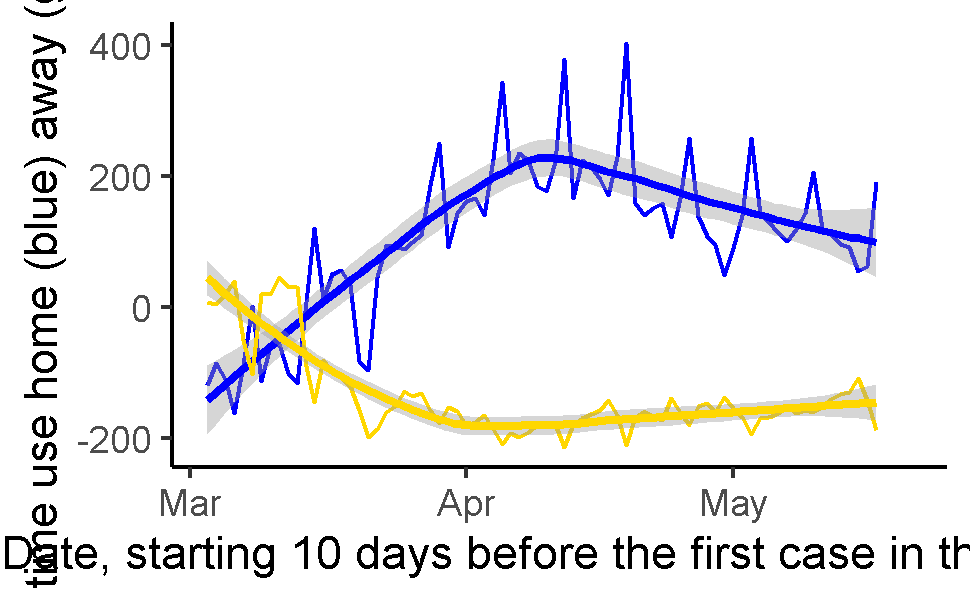 time use home (blue) away (
400
200
0
-200
Mar
Apr
May
Date, starting 10 days before the first case in th